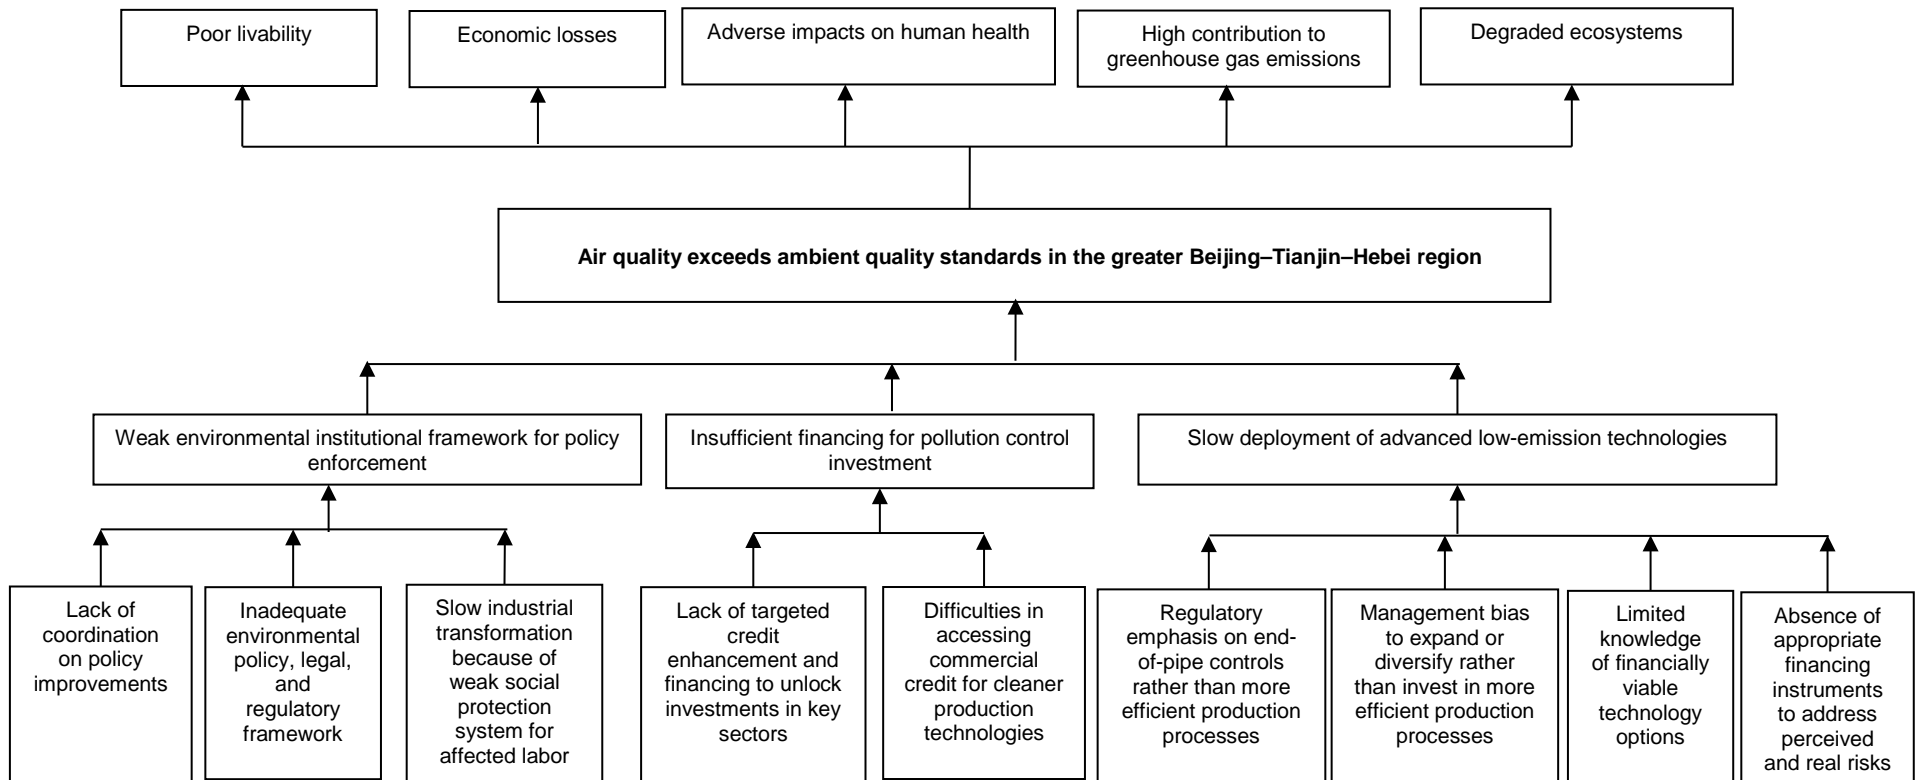 Poor livability
Economic losses
Adverse impacts on human health
High contribution to
greenhouse gas emissions
Degraded ecosystems
Air quality exceeds ambient quality standards in the greater Beijing–Tianjin–Hebei region
Weak environmental institutional framework for policy
enforcement
Insufficient financing for pollution control
investment
Slow deployment of advanced low-emission technologies
Lack of
coordination
on policy
improvements
Inadequate
environmental
policy, legal,
and
regulatory
framework
Slow industrial
transformation
because of
weak social
protection
system for
affected labor
Lack of targeted
credit
enhancement and
financing to unlock
investments in key
sectors
Difficulties in
accessing
commercial
credit for cleaner
production
technologies
Regulatory
emphasis on end-
of-pipe controls
rather than more
efficient production
processes
Management bias
to expand or
diversify rather
than invest in more
efficient production
processes
Limited
knowledge
of financially
viable
technology
options
Absence of
appropriate
financing
instruments
to address
perceived
and real risks